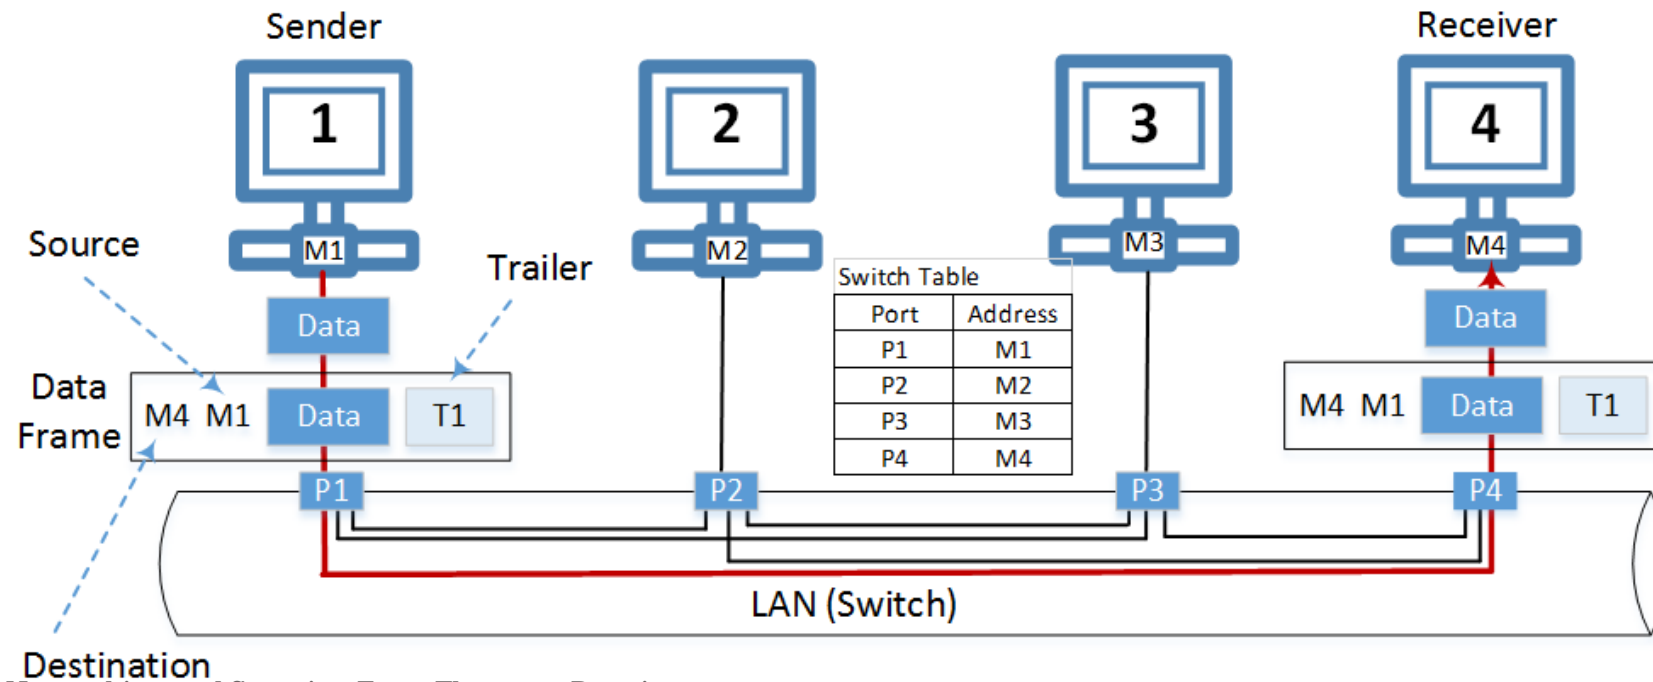 Sender
Receiver
1
2
3
4
Source
M1
M2
M3
M4
Trailer
Switch Table
Port Address
P1 M1
P2 M2
P3 M3
P4 M4
Data
Data
Data
Frame
M4 M1 Data T1
M4 M1 Data T1
P1
P2
P3
P4
LAN (Switch)
Destination